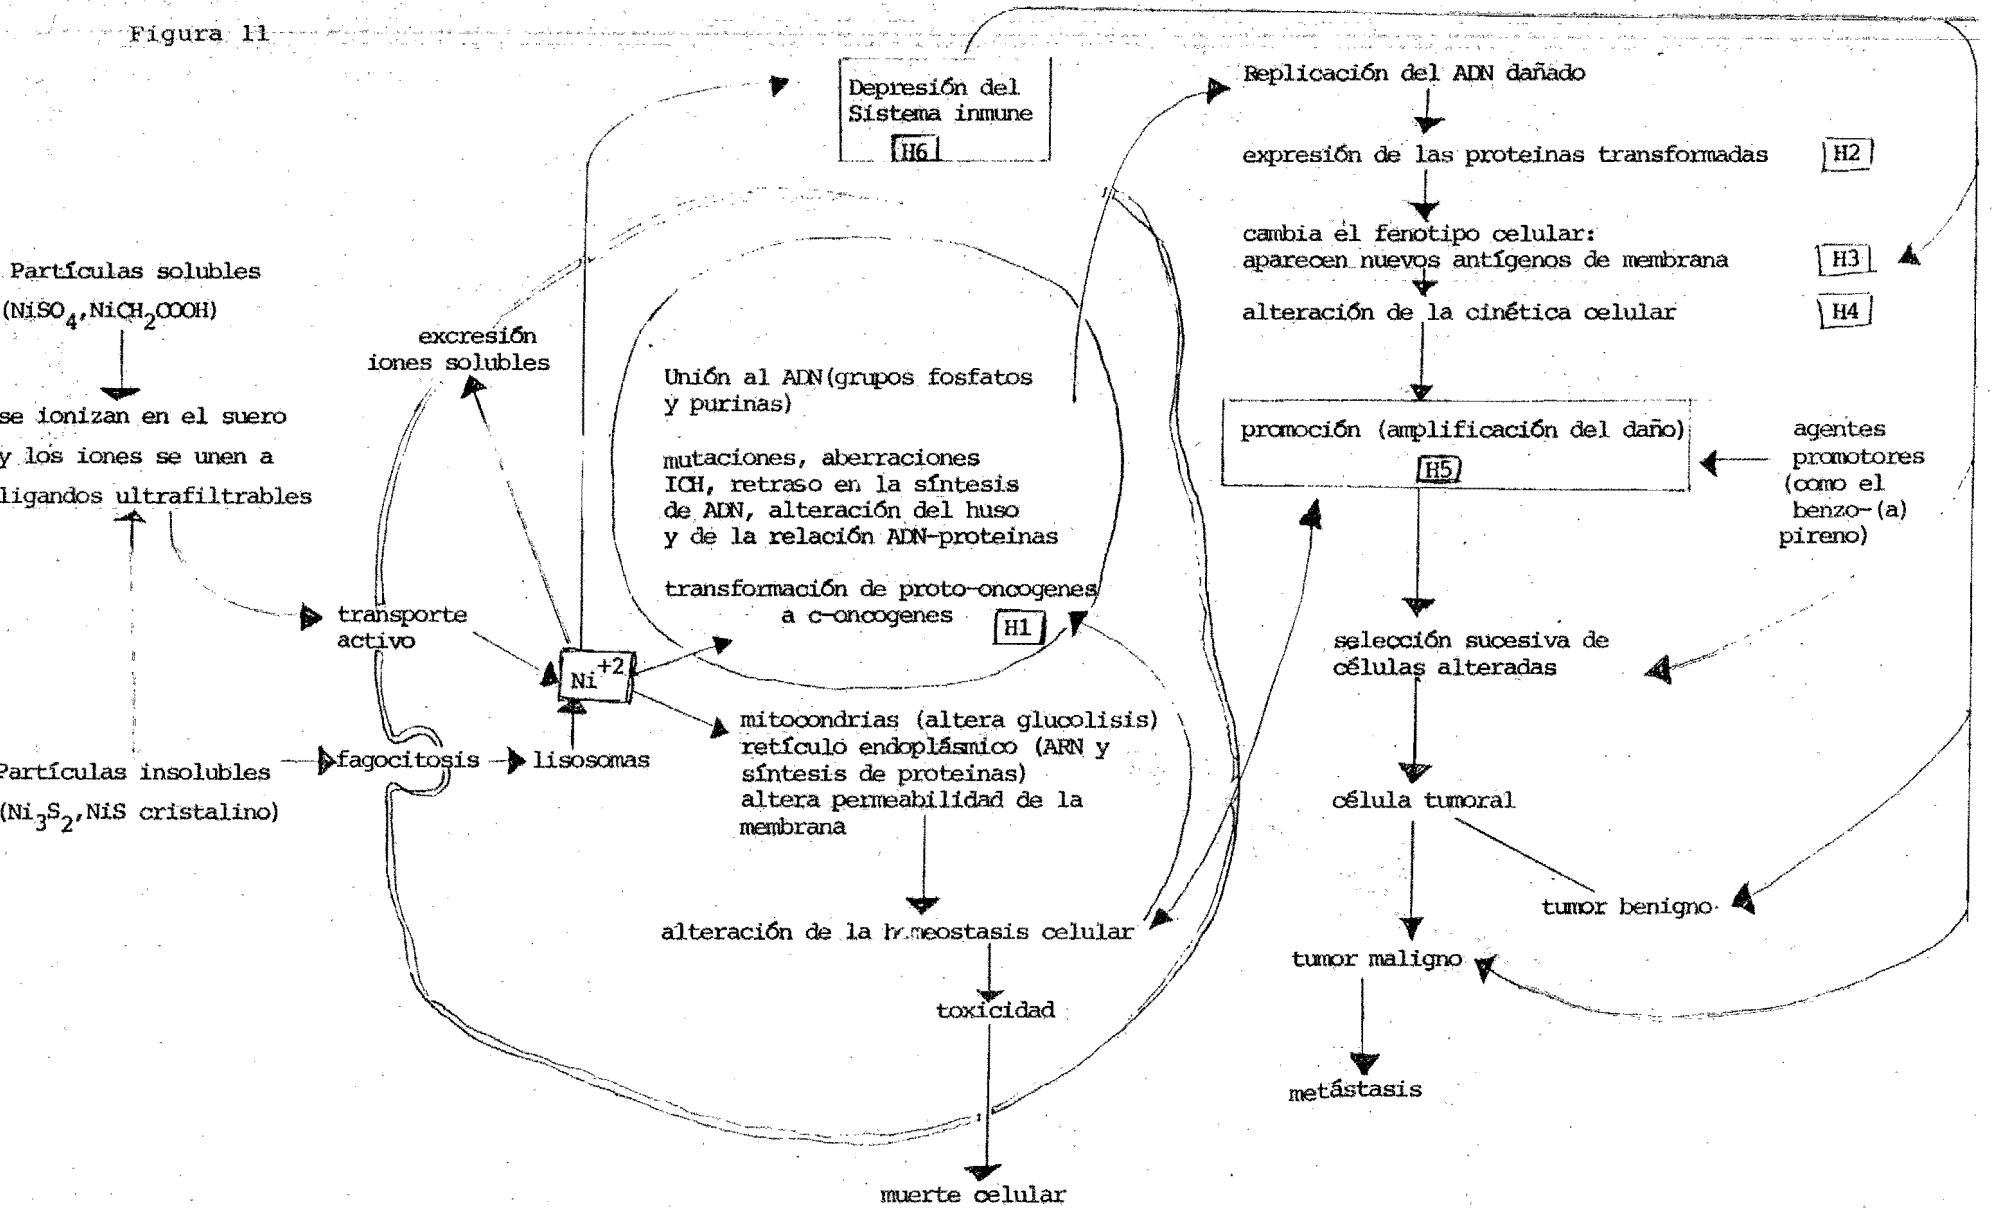 Figura 11
Depresión del
Sistema inmune
H6
Replicación del ADN dañado
expresión de las proteinas transformadas
H2
cambia el fenotipo celular:
aparecen nuevos antígenos de membrana
H3
alteración de la cinética celular
H4
promoción (amplificación del daño)
H5
agentes
promotores
(como el
benzo-(a)
pireno)
selección sucesiva de
células alteradas
célula tumoral
tumor benigno
tumor maligno
metástasis
Partículas solubles
(NiSO4,NiCH2COOH)
se ionizan en el suero
y los iones se unen a
ligandos ultrafiltrables
Partículas insolubles
(Ni3S2,NiS cristalino)
excresión
iones solubles
transporte
activo
fagocitosis
lisosomas
Ni+2
Unión al ADN(grupos fosfatos
y purinas)
mutaciones, aberraciones
ICH, retraso en la síntesis
de ADN, alteración del huso
y de la relación ADN-proteinas
transformación de proto-oncogenes
a c-oncogenes
H1
mitocondrias (altera glucolisis)
retículo endoplásmico (ARN y
síntesis de proteinas)
altera permeabilidad de la
membrana
alteración de la homeostasis celular
toxicidad
muerte celular